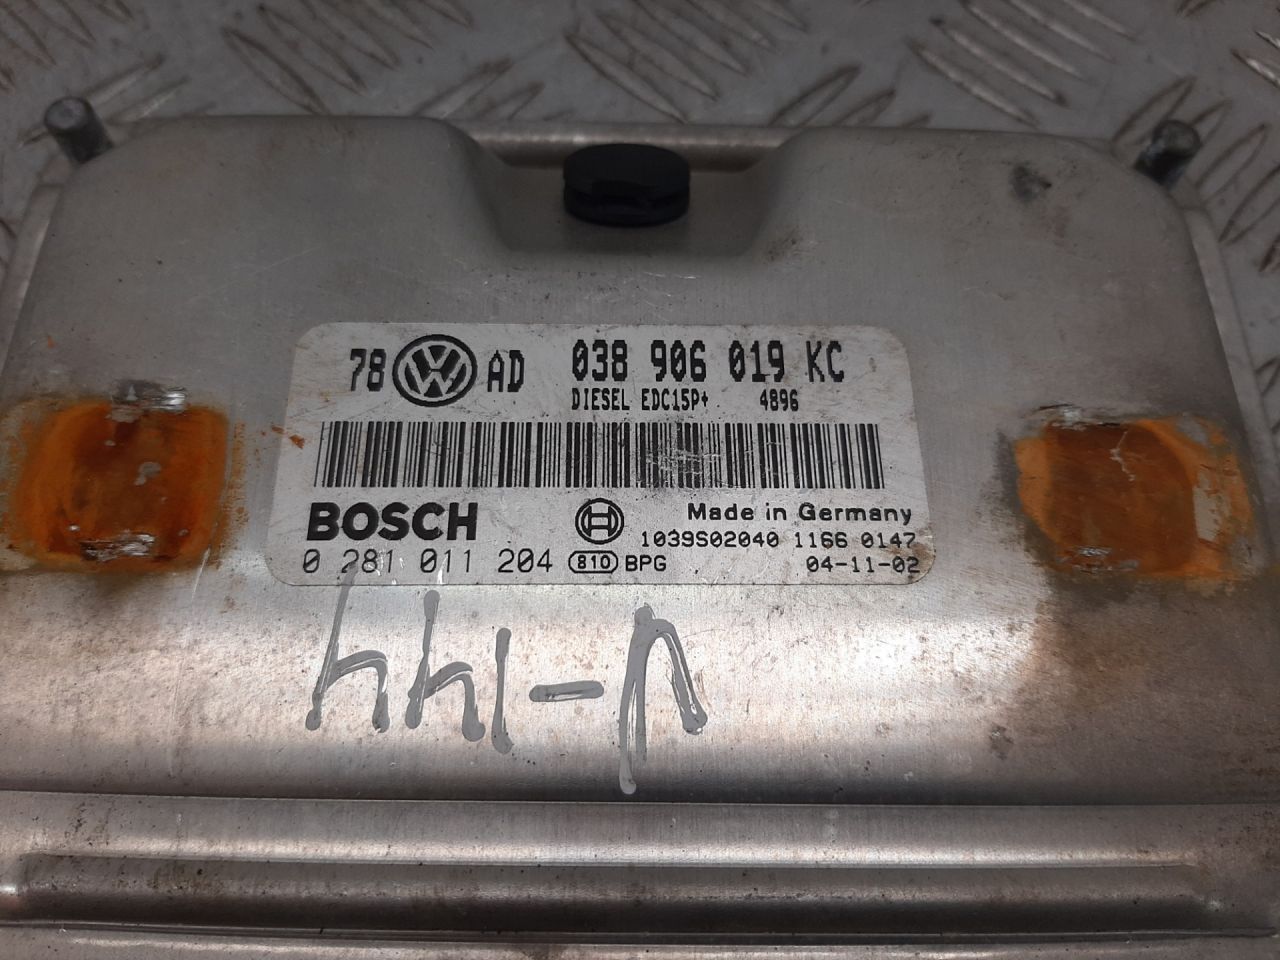 78 AD 038 906 019 KC
DIESEL EDC15P+ 4896
BOSCH Made in Germany
1039S02040 1166 0147
0 281 011 204 810 BPG 04-11-02
V-144